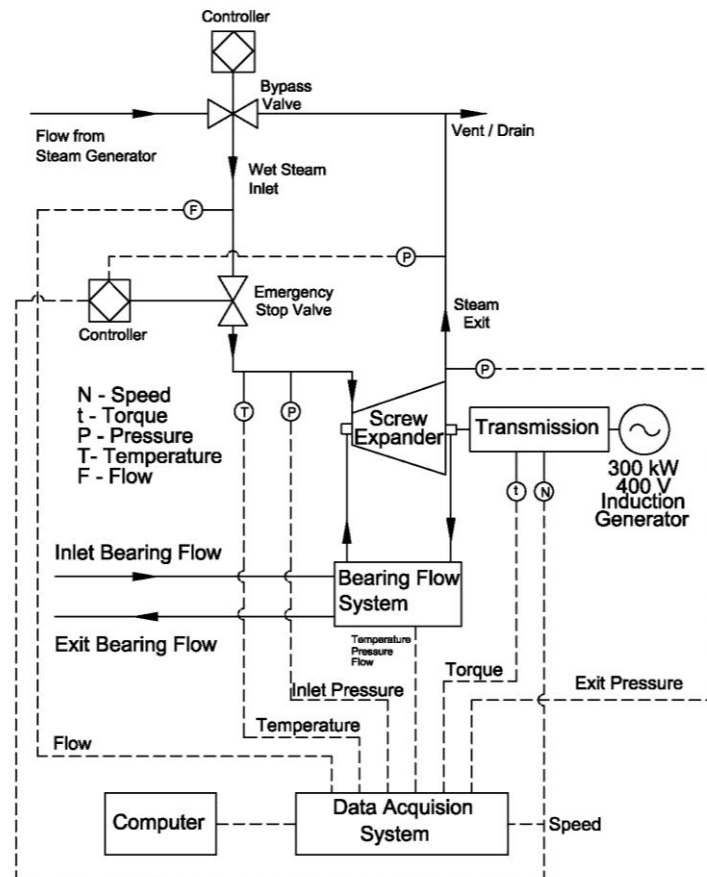 Controller
Bypass
Valve
Flow from
Steam Generator
Vent / Drain
Wet Steam
Inlet
F
P
Emergency
Stop Valve
Controller
Steam
Exit
P
N - Speed
t - Torque
P - Pressure
T- Temperature
F - Flow
T
P
Screw
Expander
Transmission
300 kW
400 V
Induction
Generator
t
N
Inlet Bearing Flow
Bearing Flow
System
Exit Bearing Flow
Temperature
Pressure
Flow
Torque
Exit Pressure
Inlet Pressure
Temperature
Flow
Computer
Data Acquision
System
Speed